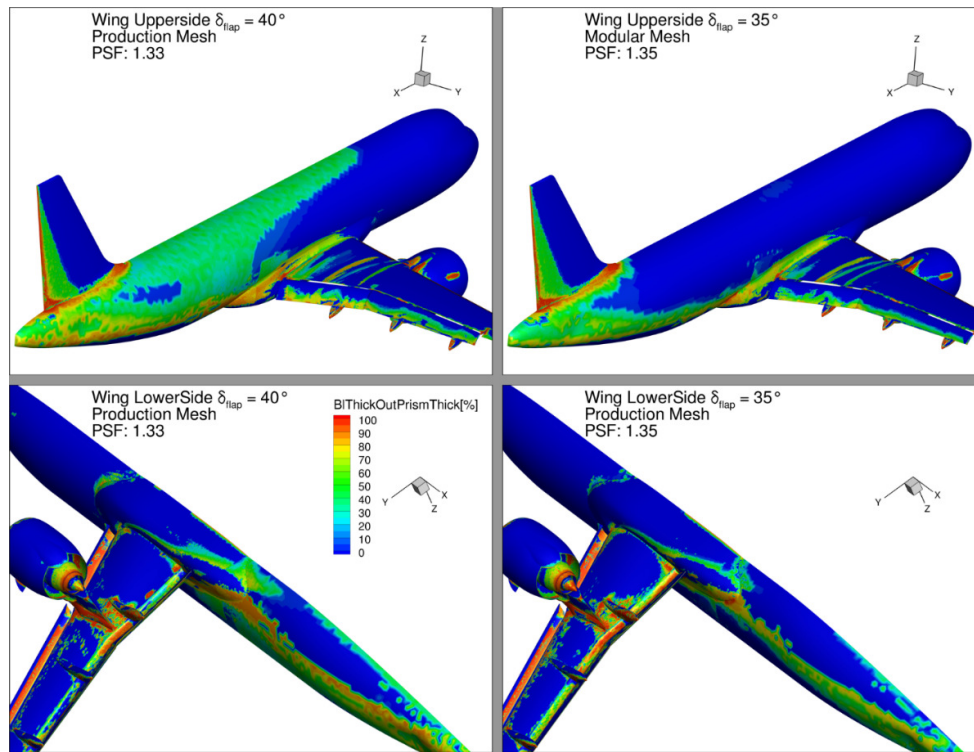 Wing Upperside δflap = 40°
Production Mesh
PSF: 1.33
Z
X
Y
Wing Upperside δflap = 35°
Modular Mesh
PSF: 1.35
Z
X
Y
Wing LowerSide δflap = 40°
Production Mesh
PSF: 1.33
BlThickOutPrismThick[%]
100
90
80
70
60
50
40
30
20
10
0
Y
X
Z
Wing LowerSide δflap = 35°
Production Mesh
PSF: 1.35
Y
X
Z